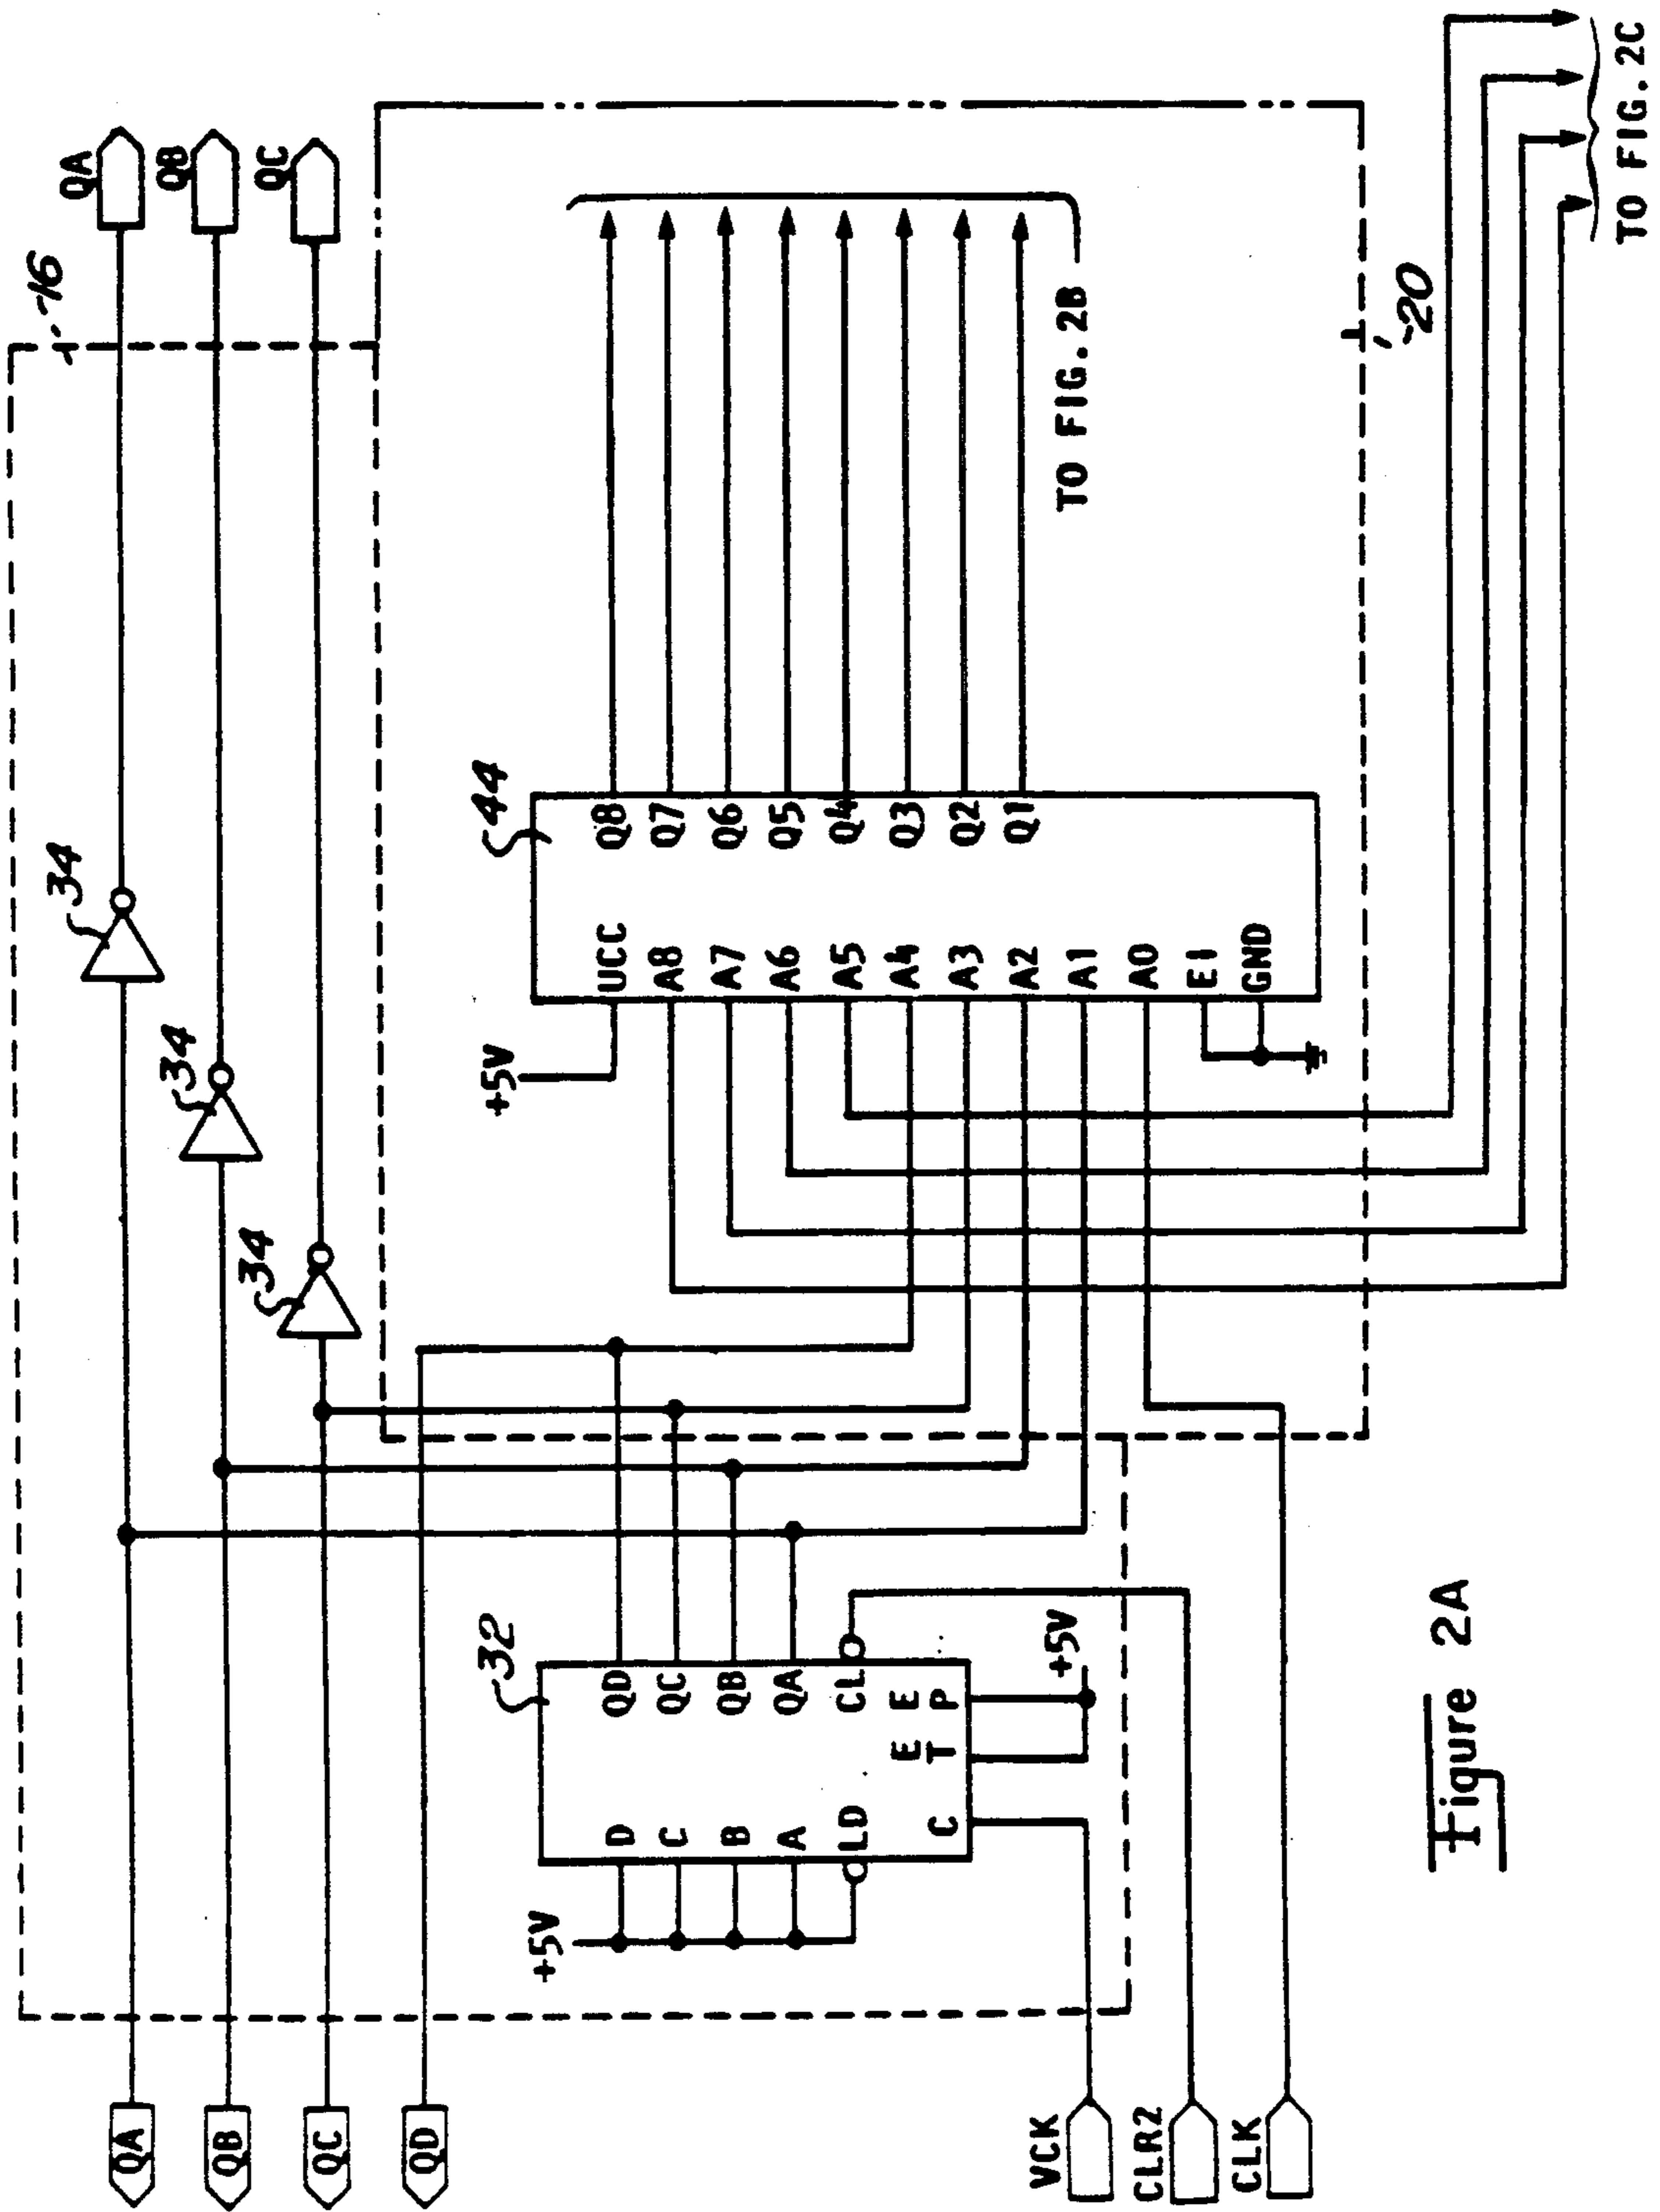 16
QA
QB
QC
QD
34
34
34
QA
QB
QC
32
+5V
D
C
B
A
LD
C
E
T
E
P
QD
QC
QB
QA
CL
+5V
44
+5V
UCC
A8
A7
A6
A5
A4
A3
A2
A1
A0
E1
GND
Q8
Q7
Q6
Q5
Q4
Q3
Q2
Q1
TO FIG. 2B
VCK
CLR2
CLK
20
TO FIG. 2C
Figure 2A